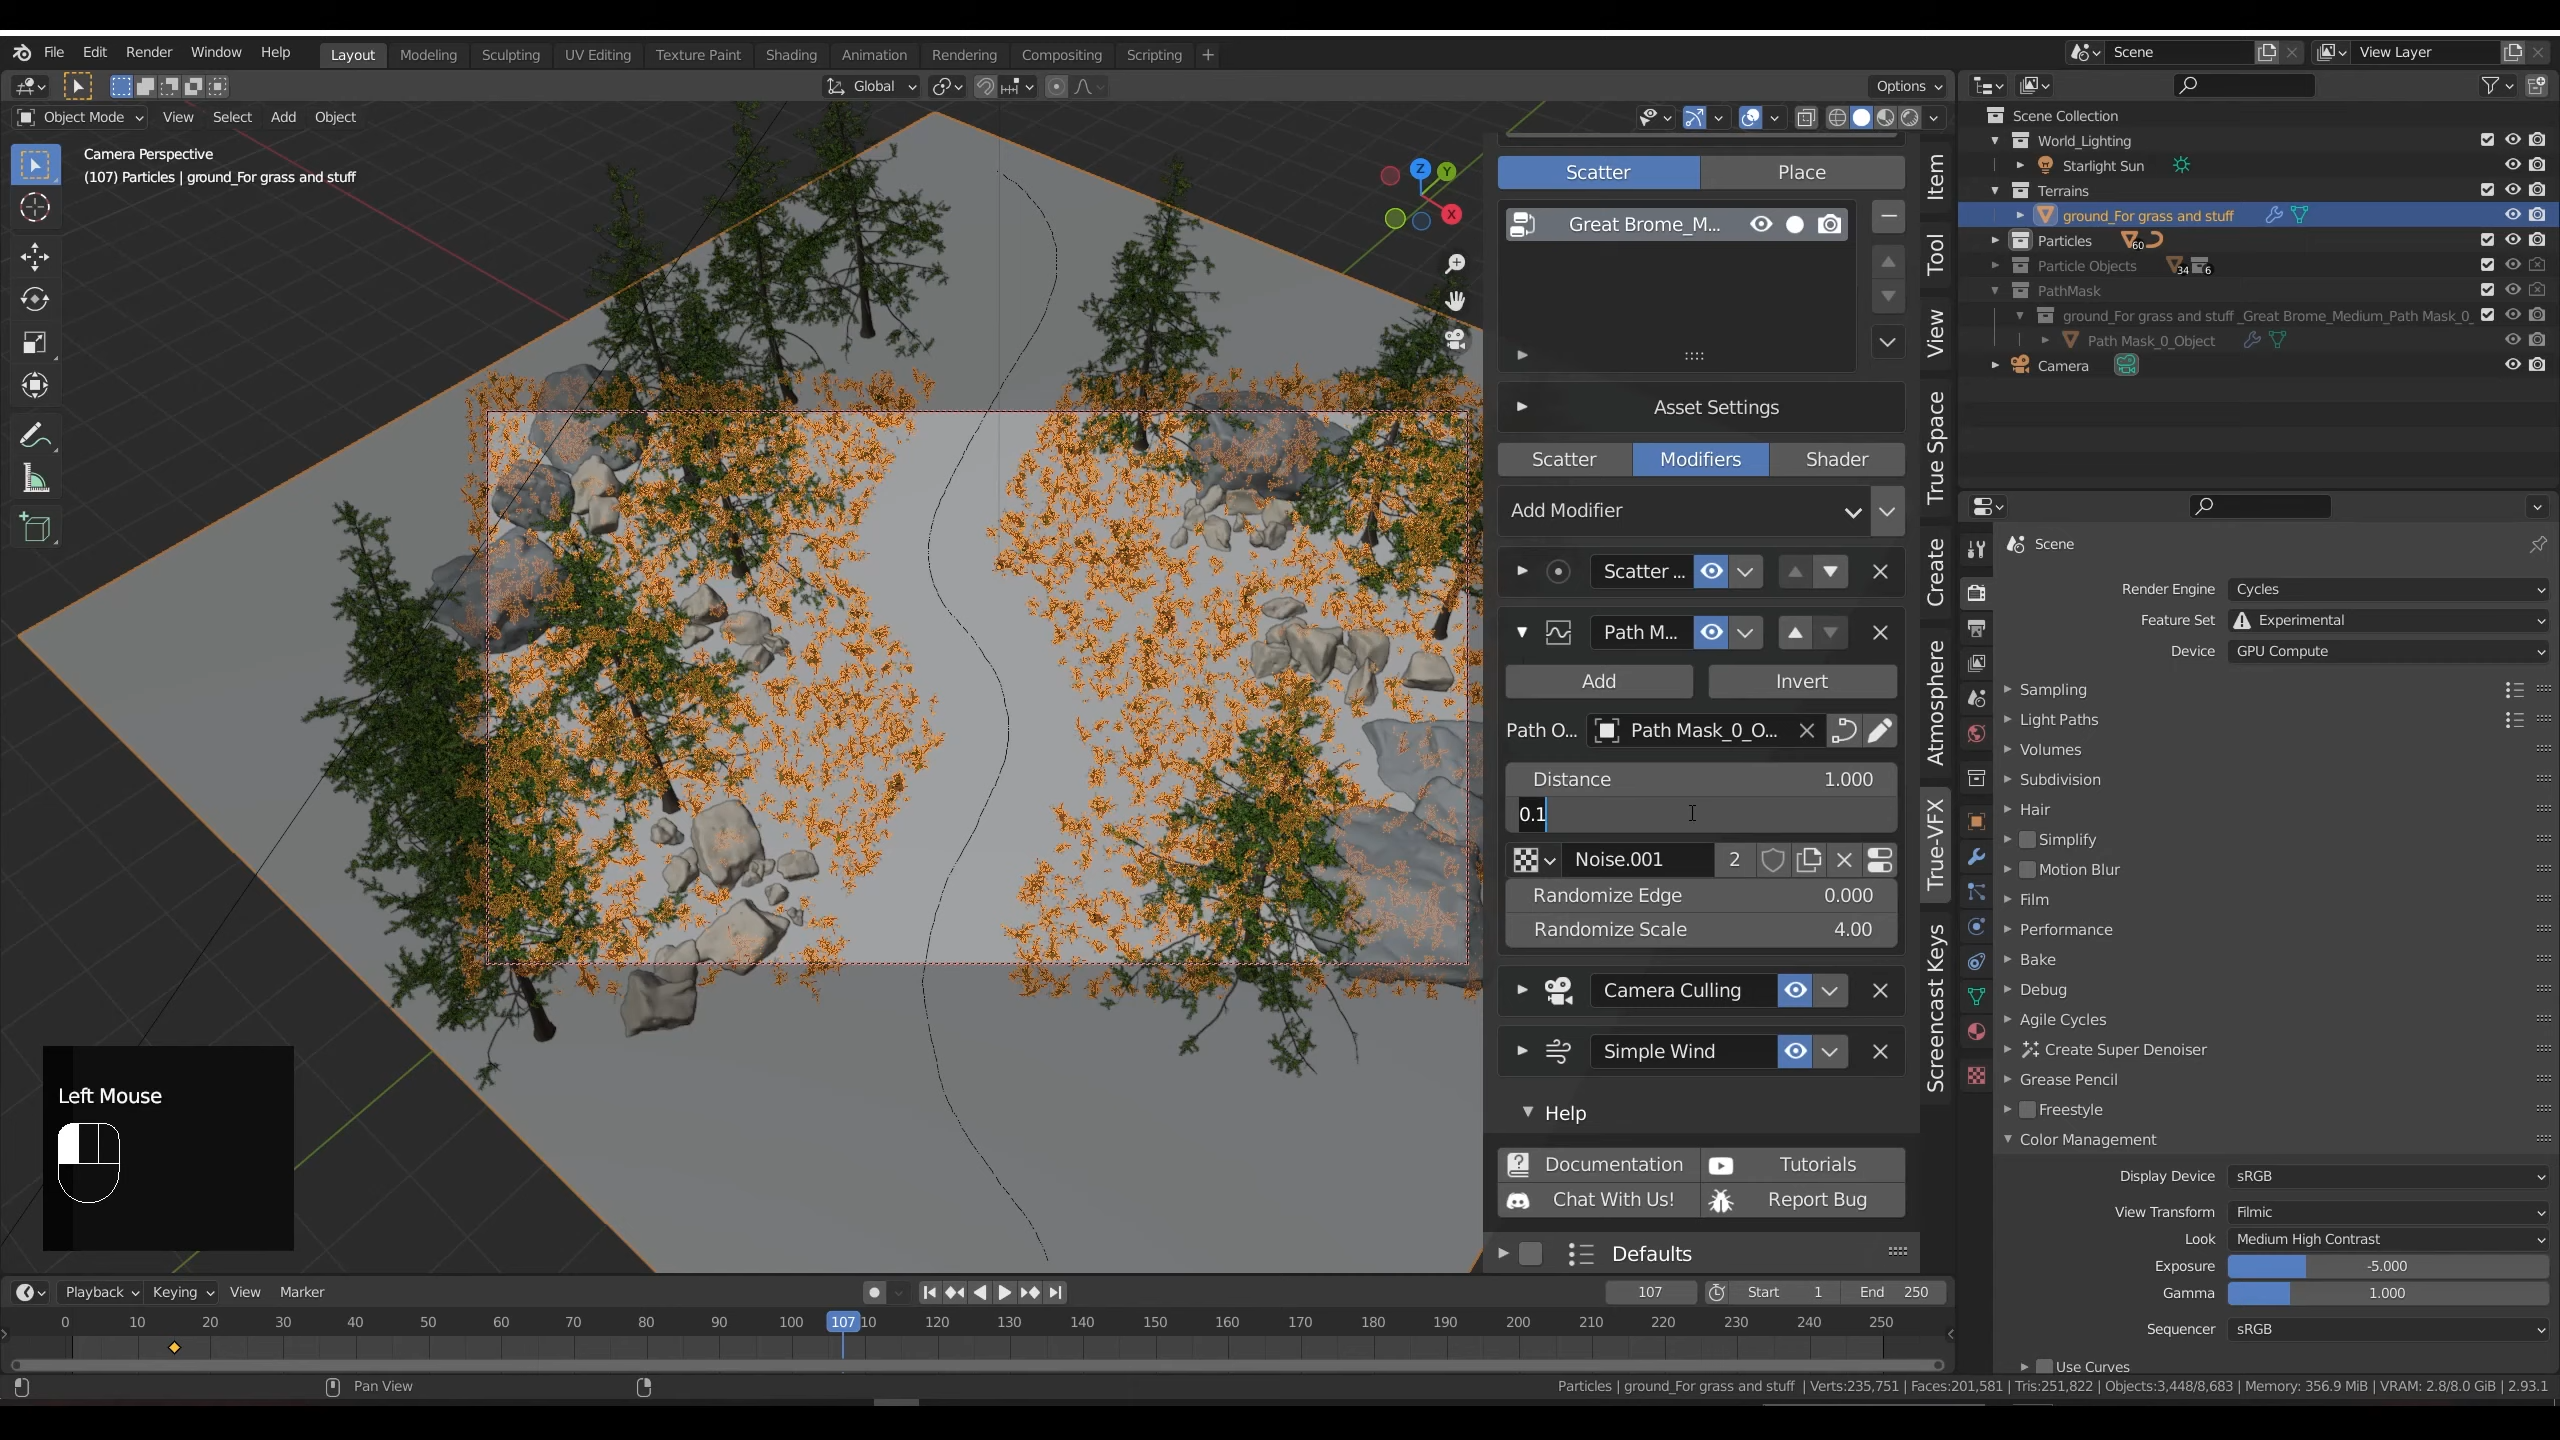 File Edit Render Window Help Layout Modeling Sculpting UV Editing Texture Paint Shading Animation Rendering Compositing Scripting + Scene View Layer
Global Options
Object Mode View Select Add Object
Camera Perspective
(107) Particles | ground_For grass and stuff
Z
Y
X
Scatter Place
Great Brome_M...
Asset Settings
Scatter Modifiers Shader
Add Modifier
Scatter ...
Path M...
Add Invert
Path O... Path Mask_0_O...
Distance 1.000
0.1
Noise.001 2
Randomize Edge 0.000
Randomize Scale 4.00
Camera Culling
Simple Wind
Help
Documentation Tutorials
Chat With Us! Report Bug
Defaults
Item
Tool
View
True Space
Create
Atmosphere
True-VFX
Screencast Keys
Scene Collection
World_Lighting
Starlight Sun
Terrains
ground_For grass and stuff
Particles 60
Particle Objects 34 6
PathMask
ground_For grass and stuff _Great Brome_Medium_Path Mask_0_
Path Mask_0_Object
Camera
Scene
Render Engine Cycles
Feature Set Experimental
Device GPU Compute
Sampling
Light Paths
Volumes
Subdivision
Hair
Simplify
Motion Blur
Film
Performance
Bake
Debug
Agile Cycles
Create Super Denoiser
Grease Pencil
Freestyle
Color Management
Display Device sRGB
View Transform Filmic
Look Medium High Contrast
Exposure -5.000
Gamma 1.000
Sequencer sRGB
Use Curves
Left Mouse
Playback Keying View Marker 107 Start 1 End 250
0 10 20 30 40 50 60 70 80 90 100 107 10 120 130 140 150 160 170 180 190 200 210 220 230 240 250
Pan View
Particles | ground_For grass and stuff | Verts:235,751 | Faces:201,581 | Tris:251,822 | Objects:3,448/8,683 | Memory: 356.9 MiB | VRAM: 2.8/8.0 GiB | 2.93.1